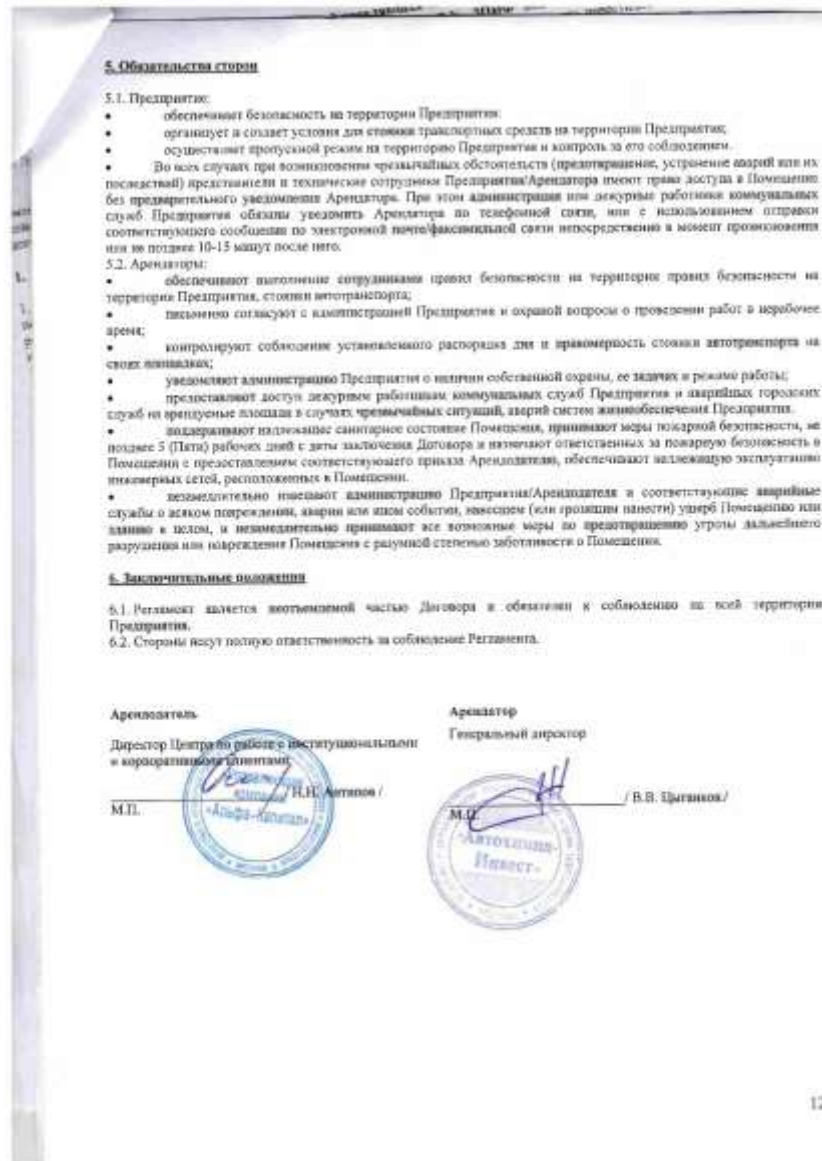 5. Обязательства сторон
5.1. Предприятие:
• обеспечивает безопасность на территории Предприятия:
• организует и создает условия для стоянки транспортных средств на территории Предприятия;
• осуществляет пропускной режим на территорию Предприятия и контроль за его соблюдением.
• Во всех случаях при возникновении чрезвычайных обстоятельств (предотвращение, устранение аварий или их
последствий) представители и технические сотрудники Предприятия/Арендатора имеют право доступа в Помещение
без предварительного уведомления Арендатора. При этом администрация или дежурные работники коммунальных
служб Предприятия обязаны уведомить Арендатора по телефонной связи, или с использованием отправки
соответствующего сообщения по электронной почте/факсимильной связи непосредственно в момент проникновения
или не позднее 10-15 минут после него.
5.2. Арендаторы:
• обеспечивают выполнение сотрудниками правил безопасности на территории правил безопасности на
территории Предприятия, стоянки автотранспорта;
• письменно согласуют с администрацией Предприятия и охраной вопросы о проведении работ в нерабочее
время;
• контролируют соблюдение установленного распорядка дня и правомерность стоянки автотранспорта на
своих площадках;
• уведомляют администрацию Предприятия о наличии собственной охраны, ее задачах и режиме работы;
• предоставляют доступ дежурным работникам коммунальных служб Предприятия и аварийных городских
служб на арендуемые площади в случаях чрезвычайных ситуаций, аварий систем жизнеобеспечения Предприятия.
• поддерживают надлежащее санитарное состояние Помещения, принимают меры пожарной безопасности, не
позднее 5 (Пяти) рабочих дней с даты заключения Договора и назначают ответственных за пожарную безопасность в
Помещении с предоставлением соответствующего приказа Арендодателю, обеспечивают надлежащую эксплуатацию
инженерных сетей, расположенных в Помещении.
• незамедлительно извещают администрацию Предприятия/Арендодателя и соответствующие аварийные
службы о всяком повреждении, аварии или ином событии, нанесшем (или грозящим нанести) ущерб Помещению или
зданию в целом, и незамедлительно принимают все возможные меры по предотвращению угрозы дальнейшего
разрушения или повреждения Помещения с разумной степенью заботливости о Помещении.
6. Заключительные положения
6.1. Регламент является неотъемлемой частью Договора и обязателен к соблюдению на всей территории
Предприятия.
6.2. Стороны несут полную ответственность за соблюдение Регламента.
Арендодатель
Директор Центра по работе с институциональными
и корпоративными клиентами
/ Н.Н. Антипов /
М.П.
компания
«Альфа-Капитал»
Арендатор
Генеральный директор
/ В.В. Цыганков./
М.П.
«Автохимия-
Инвест»
12